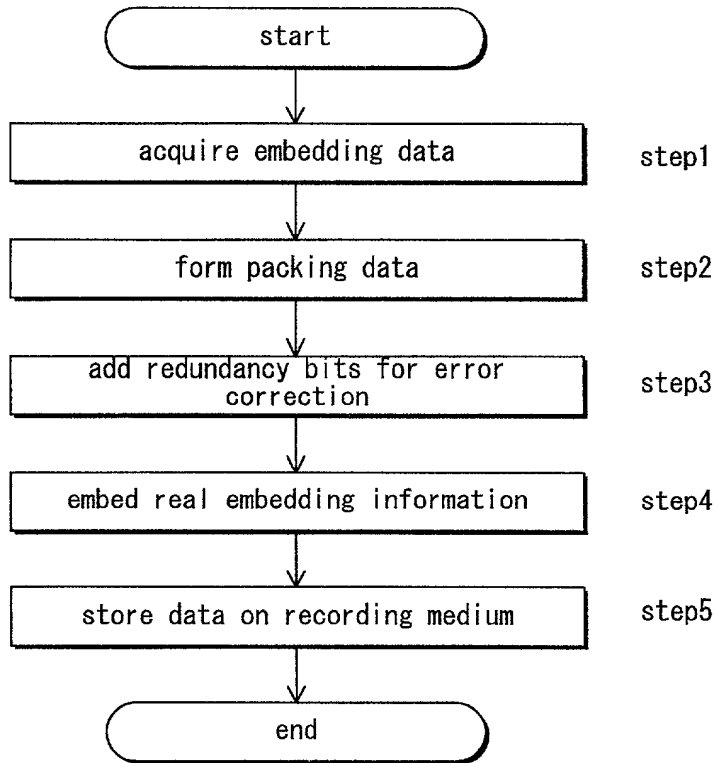 start
acquire embedding data
step1
form packing data
step2
add redundancy bits for error
correction
step3
embed real embedding information
step4
store data on recording medium
step5
end